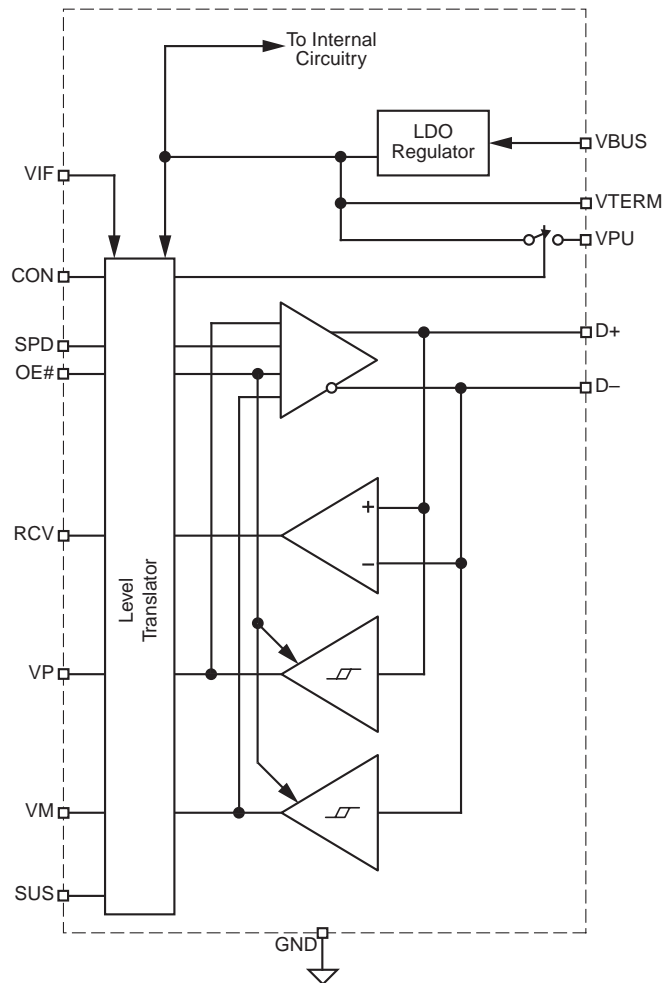 To Internal
Circuitry
LDO
Regulator
VBUS
VIF
VTERM
VPU
CON
SPD
D+
OE#
D–
+
RCV
–
Level
Translator
VP
VM
SUS
GND